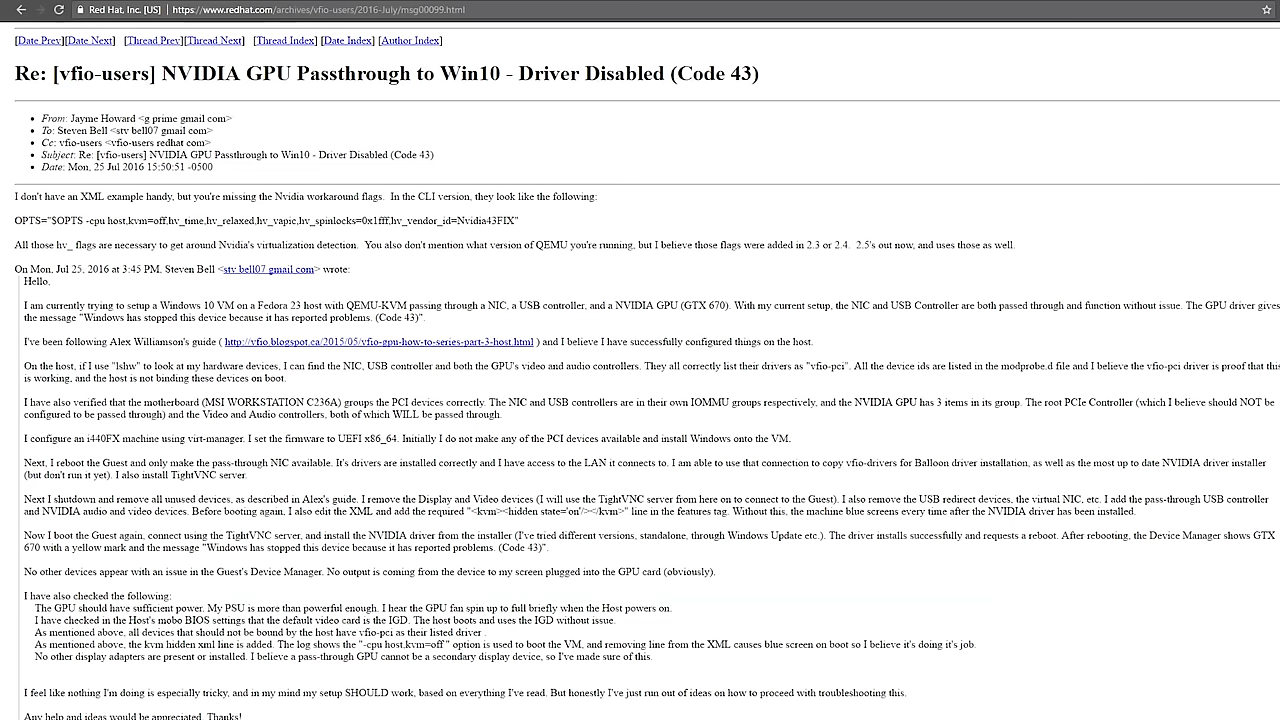 Red Hat, Inc. [US] | https://www.redhat.com/archives/vfio-users/2016-July/msg00099.html
[Date Prev][Date Next] [Thread Prev][Thread Next] [Thread Index] [Date Index] [Author Index]
Re: [vfio-users] NVIDIA GPU Passthrough to Win10 - Driver Disabled (Code 43)
• From: Jayme Howard <g prime gmail com>
• To: Steven Bell <stv bell07 gmail com>
• Cc: vfio-users <vfio-users redhat com>
• Subject: Re: [vfio-users] NVIDIA GPU Passthrough to Win10 - Driver Disabled (Code 43)
• Date: Mon, 25 Jul 2016 15:50:51 -0500
I don't have an XML example handy, but you're missing the Nvidia workaround flags. In the CLI version, they look like the following:
OPTS="$OPTS -cpu host,kvm=off,hv_time,hv_relaxed,hv_vapic,hv_spinlocks=0x1fff,hv_vendor_id=Nvidia43FIX"
All those hv_ flags are necessary to get around Nvidia's virtualization detection. You also don't mention what version of QEMU you're running, but I believe those flags were added in 2.3 or 2.4. 2.5's out now, and uses those as well.
On Mon, Jul 25, 2016 at 3:45 PM, Steven Bell <stv bell07 gmail com> wrote:
Hello,
I am currently trying to setup a Windows 10 VM on a Fedora 23 host with QEMU-KVM passing through a NIC, a USB controller, and a NVIDIA GPU (GTX 670). With my current setup, the NIC and USB Controller are both passed through and function without issue. The GPU driver gives
the message "Windows has stopped this device because it has reported problems. (Code 43)".
I've been following Alex Williamson's guide ( http://vfio.blogspot.ca/2015/05/vfio-gpu-how-to-series-part-3-host.html ) and I believe I have successfully configured things on the host.
On the host, if I use "lshw" to look at my hardware devices, I can find the NIC, USB controller and both the GPU's video and audio controllers. They all correctly list their drivers as "vfio-pci". All the device ids are listed in the modprobe.d file and I believe the vfio-pci driver is proof that this
is working, and the host is not binding these devices on boot.
I have also verified that the motherboard (MSI WORKSTATION C236A) groups the PCI devices correctly. The NIC and USB controllers are in their own IOMMU groups respectively, and the NVIDIA GPU has 3 items in its group. The root PCIe Controller (which I believe should NOT be
configured to be passed through) and the Video and Audio controllers, both of which WILL be passed through.
I configure an i440FX machine using virt-manager. I set the firmware to UEFI x86_64. Initially I do not make any of the PCI devices available and install Windows onto the VM.
Next, I reboot the Guest and only make the pass-through NIC available. It's drivers are installed correctly and I have access to the LAN it connects to. I am able to use that connection to copy vfio-drivers for Balloon driver installation, as well as the most up to date NVIDIA driver installer
(but don't run it yet). I also install TightVNC server.
Next I shutdown and remove all unused devices, as described in Alex's guide. I remove the Display and Video devices (I will use the TightVNC server from here on to connect to the Guest). I also remove the USB redirect devices, the virtual NIC, etc. I add the pass-through USB controller
and NVIDIA audio and video devices. Before booting again, I also edit the XML and add the required "<kvm><hidden state='on'/></kvm>" line in the features tag. Without this, the machine blue screens every time after the NVIDIA driver has been installed.
Now I boot the Guest again, connect using the TightVNC server, and install the NVIDIA driver from the installer (I've tried different versions, standalone, through Windows Update etc.). The driver installs successfully and requests a reboot. After rebooting, the Device Manager shows GTX
670 with a yellow mark and the message "Windows has stopped this device because it has reported problems. (Code 43)".
No other devices appear with an issue in the Guest's Device Manager. No output is coming from the device to my screen plugged into the GPU card (obviously).
I have also checked the following:
The GPU should have sufficient power. My PSU is more than powerful enough. I hear the GPU fan spin up to full briefly when the Host powers on.
I have checked in the Host's mobo BIOS settings that the default video card is the IGD. The host boots and uses the IGD without issue.
As mentioned above, all devices that should not be bound by the host have vfio-pci as their listed driver .
As mentioned above, the kvm hidden xml line is added. The log shows the "-cpu host,kvm=off" option is used to boot the VM, and removing line from the XML causes blue screen on boot so I believe it's doing it's job.
No other display adapters are present or installed. I believe a pass-through GPU cannot be a secondary display device, so I've made sure of this.
I feel like nothing I'm doing is especially tricky, and in my mind my setup SHOULD work, based on everything I've read. But honestly I've just run out of ideas on how to proceed with troubleshooting this.
Any help and ideas would be appreciated. Thanks!